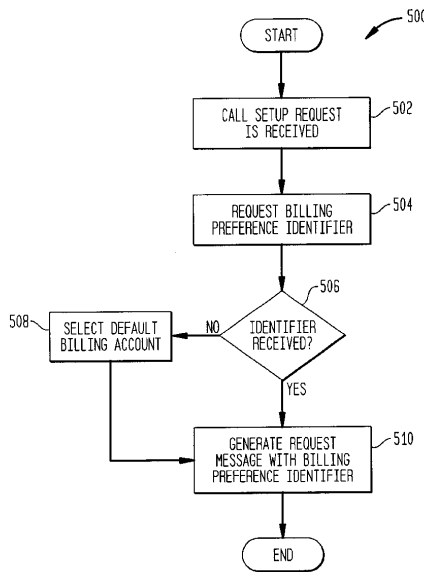 START
500
CALL SETUP REQUEST
IS RECEIVED
502
REQUEST BILLING
PREFERENCE IDENTIFIER
504
506
IDENTIFIER
RECEIVED?
NO
508
SELECT DEFAULT
BILLING ACCOUNT
YES
GENERATE REQUEST
MESSAGE WITH BILLING
PREFERENCE IDENTIFIER
510
END